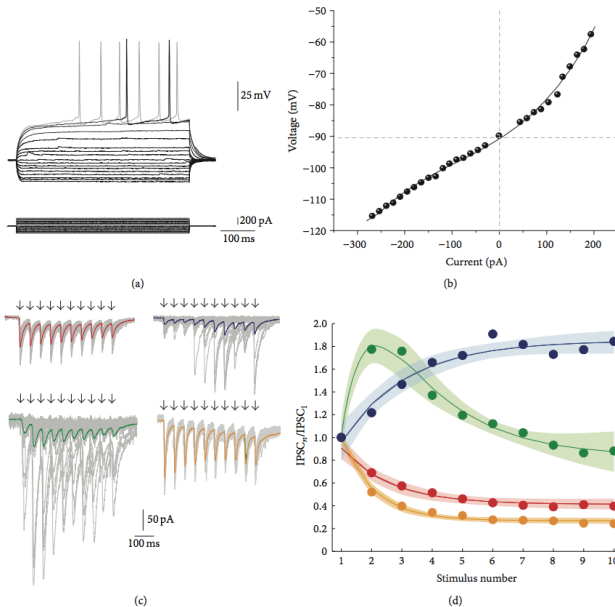 25 mV
200 pA
100 ms
(a)
−50
−60
−70
−80
−90
−100
−110
−120
Voltage (mV)
−300 −200 −100 0 100 200
Current (pA)
(b)
50 pA
100 ms
(c)
2.0
1.8
1.6
1.4
1.2
1.0
0.8
0.6
0.4
0.2
0
IPSCₙ/IPSC₁
1 2 3 4 5 6 7 8 9 10
Stimulus number
(d)